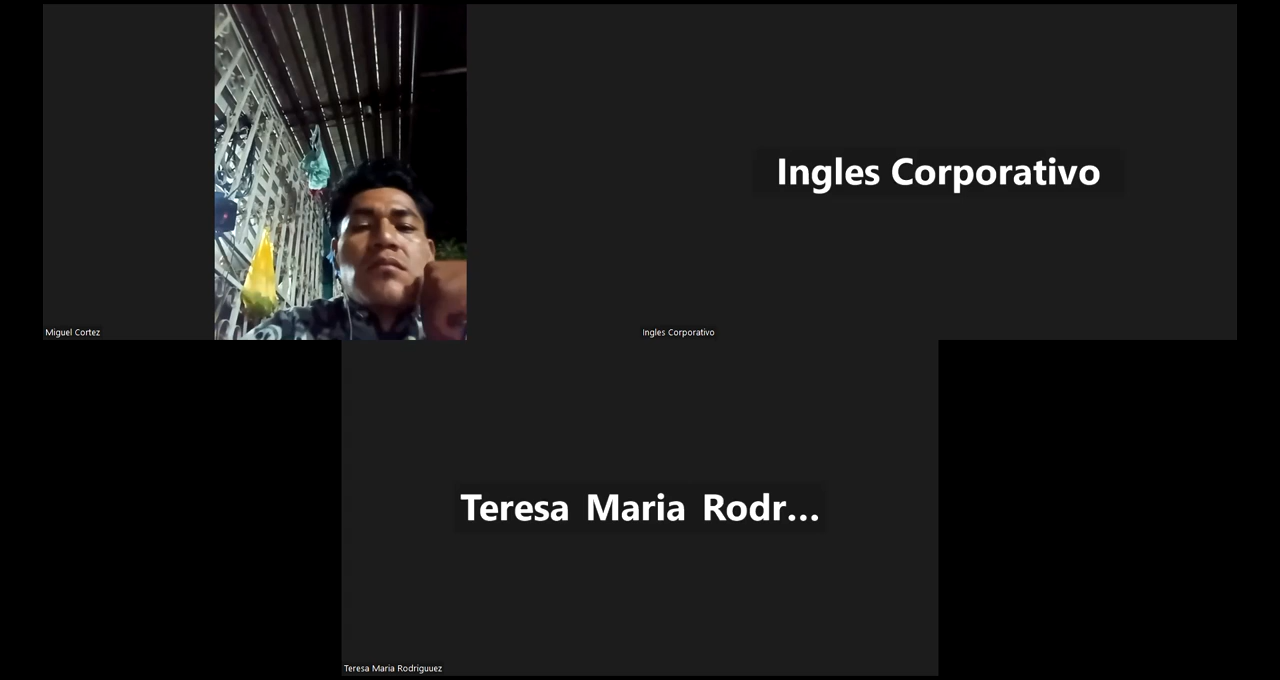 Ingles Corporativo
Miguel Cortez
Ingles Corporativo
Teresa Maria Rodr...
Teresa Maria Rodriguuez